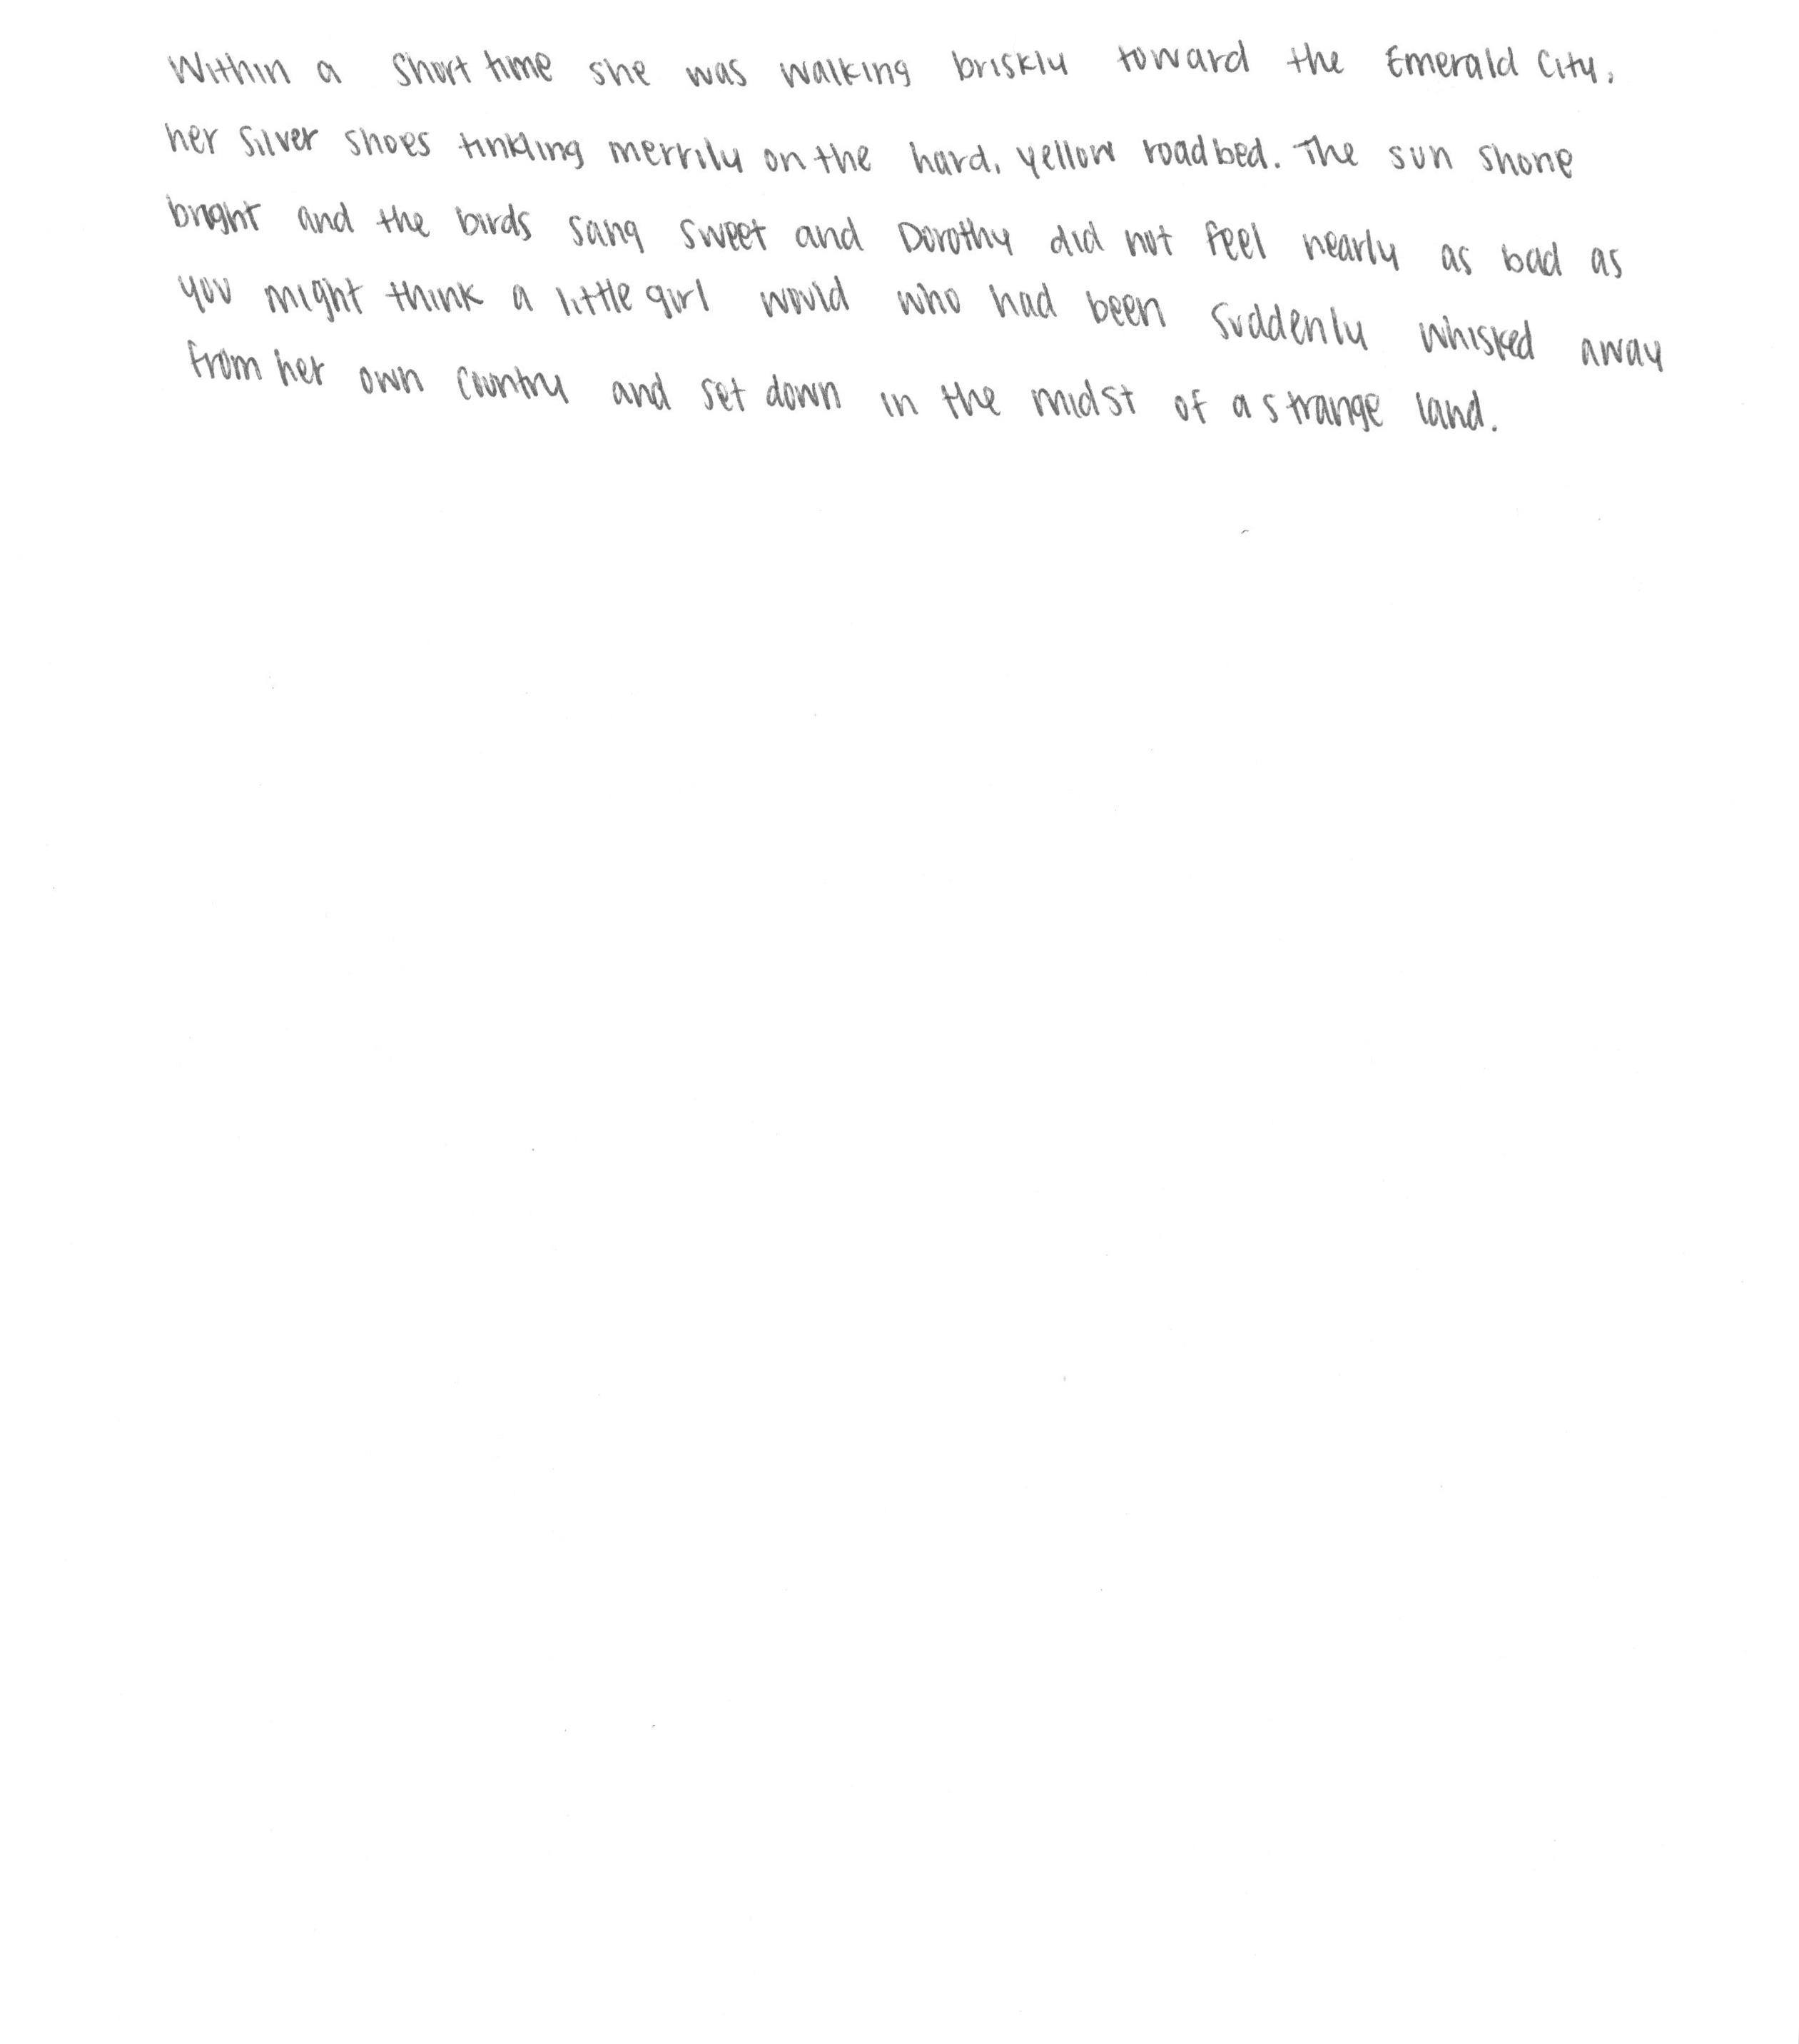 Within a short time she was walking briskly toward the Emerald City,
her silver shoes tinkling merrily on the hard, yellow roadbed. The sun shone
bright and the birds sang sweet and Dorothy did not feel nearly as bad as
you might think a little girl would who had been suddenly whisked away
from her own country and set down in the midst of a strange land.